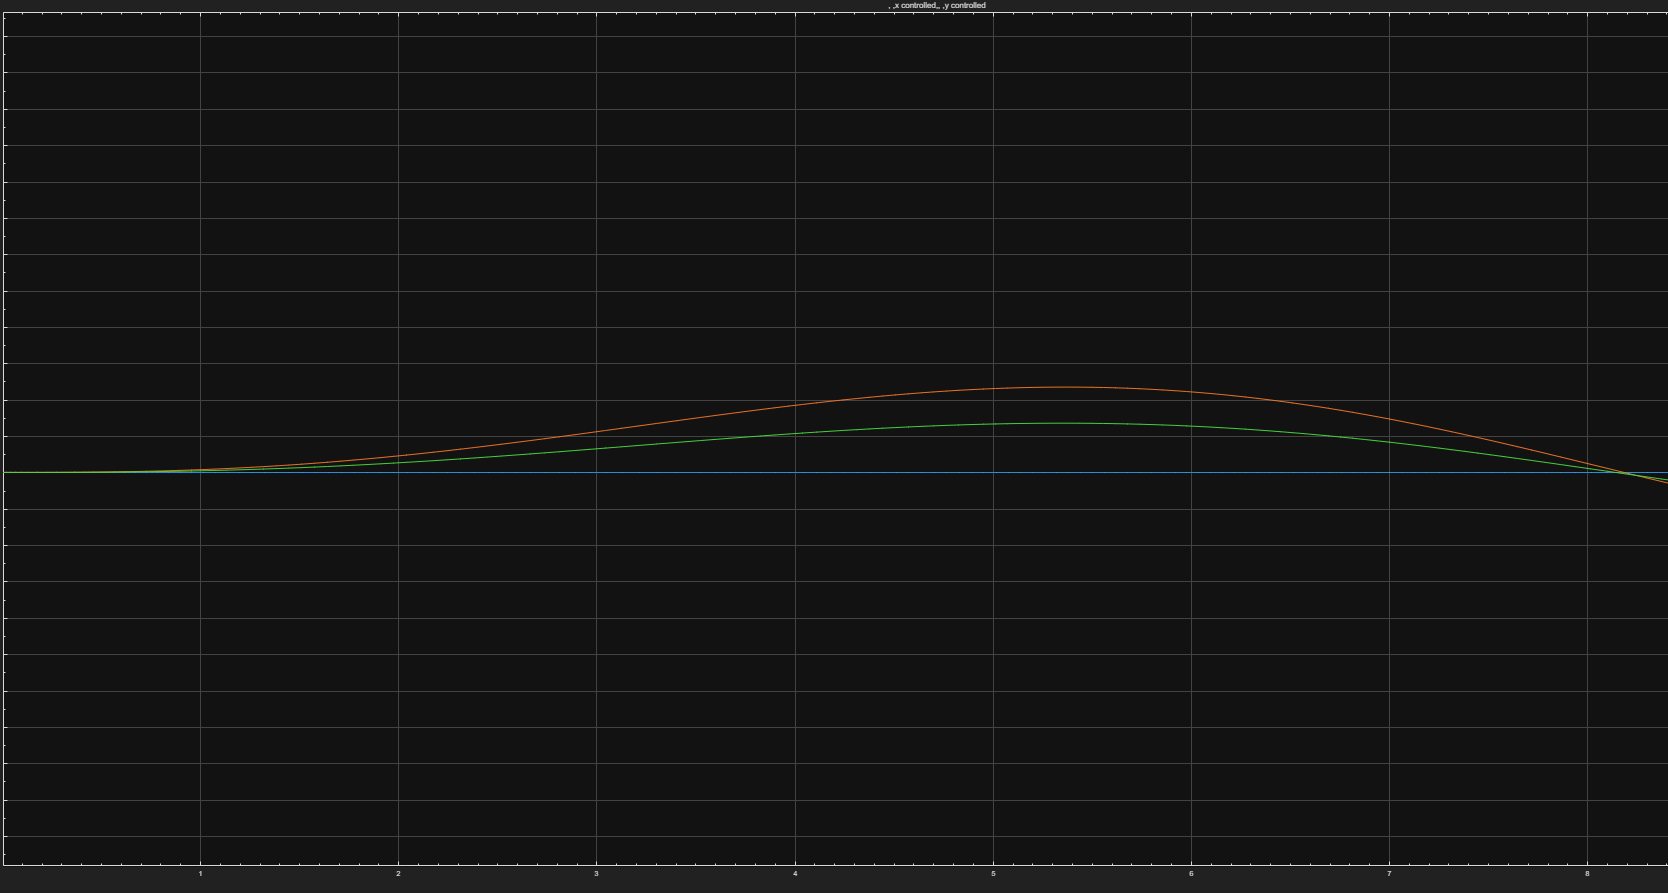 , ,x controlled,, ,y controlled
1 2 3 4 5 6 7 8